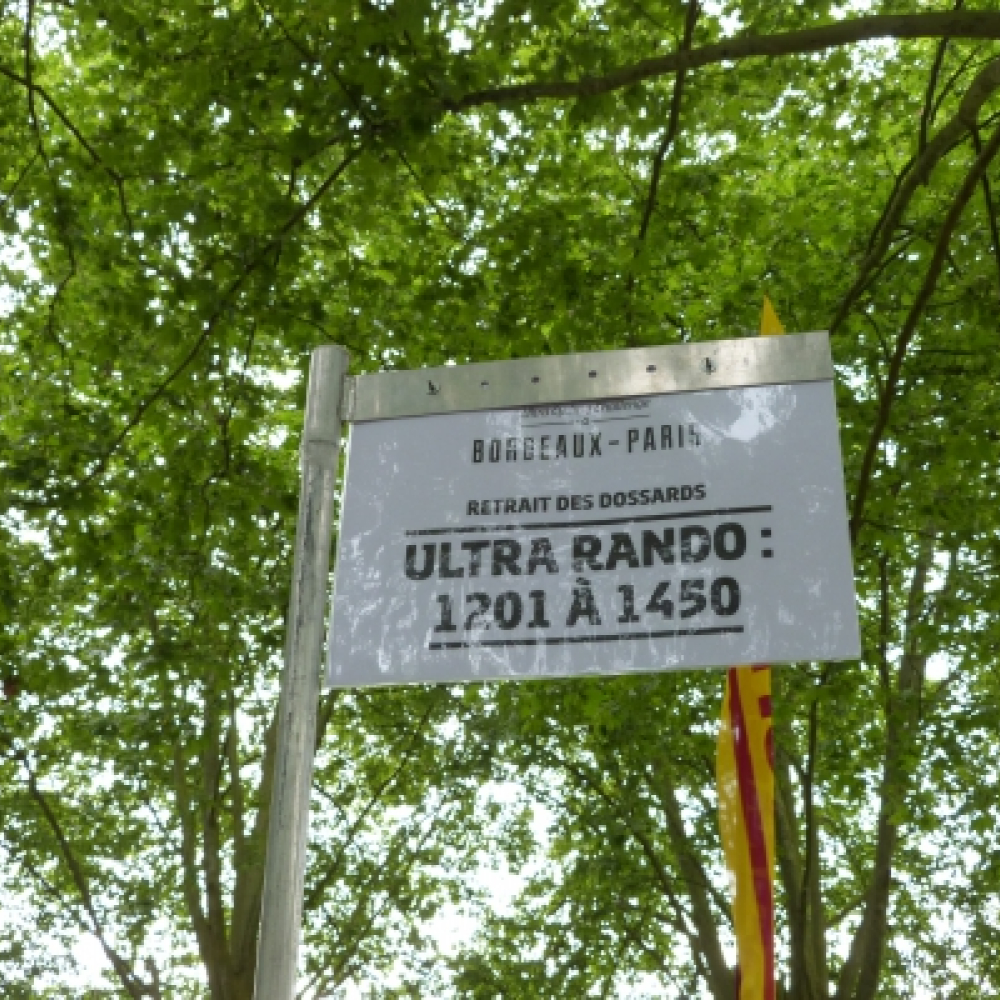 BORDEAUX - PARIS
RETRAIT DES DOSSARDS
ULTRA RANDO :
1201 À 1450